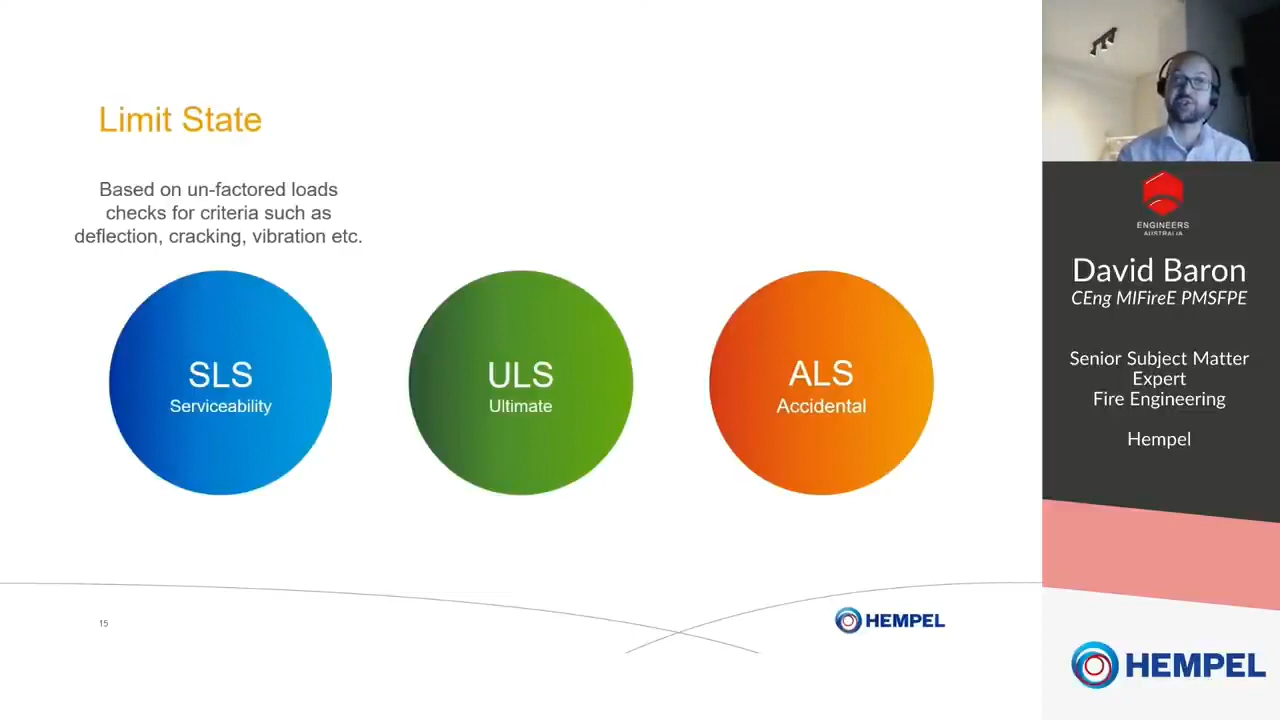 Limit State
Based on un-factored loads
checks for criteria such as
deflection, cracking, vibration etc.
SLS
Serviceability
ULS
Ultimate
ALS
Accidental
15
HEMPEL
ENGINEERS
AUSTRALIA
David Baron
CEng MIFireE PMSFPE
Senior Subject Matter
Expert
Fire Engineering
Hempel
HEMPEL